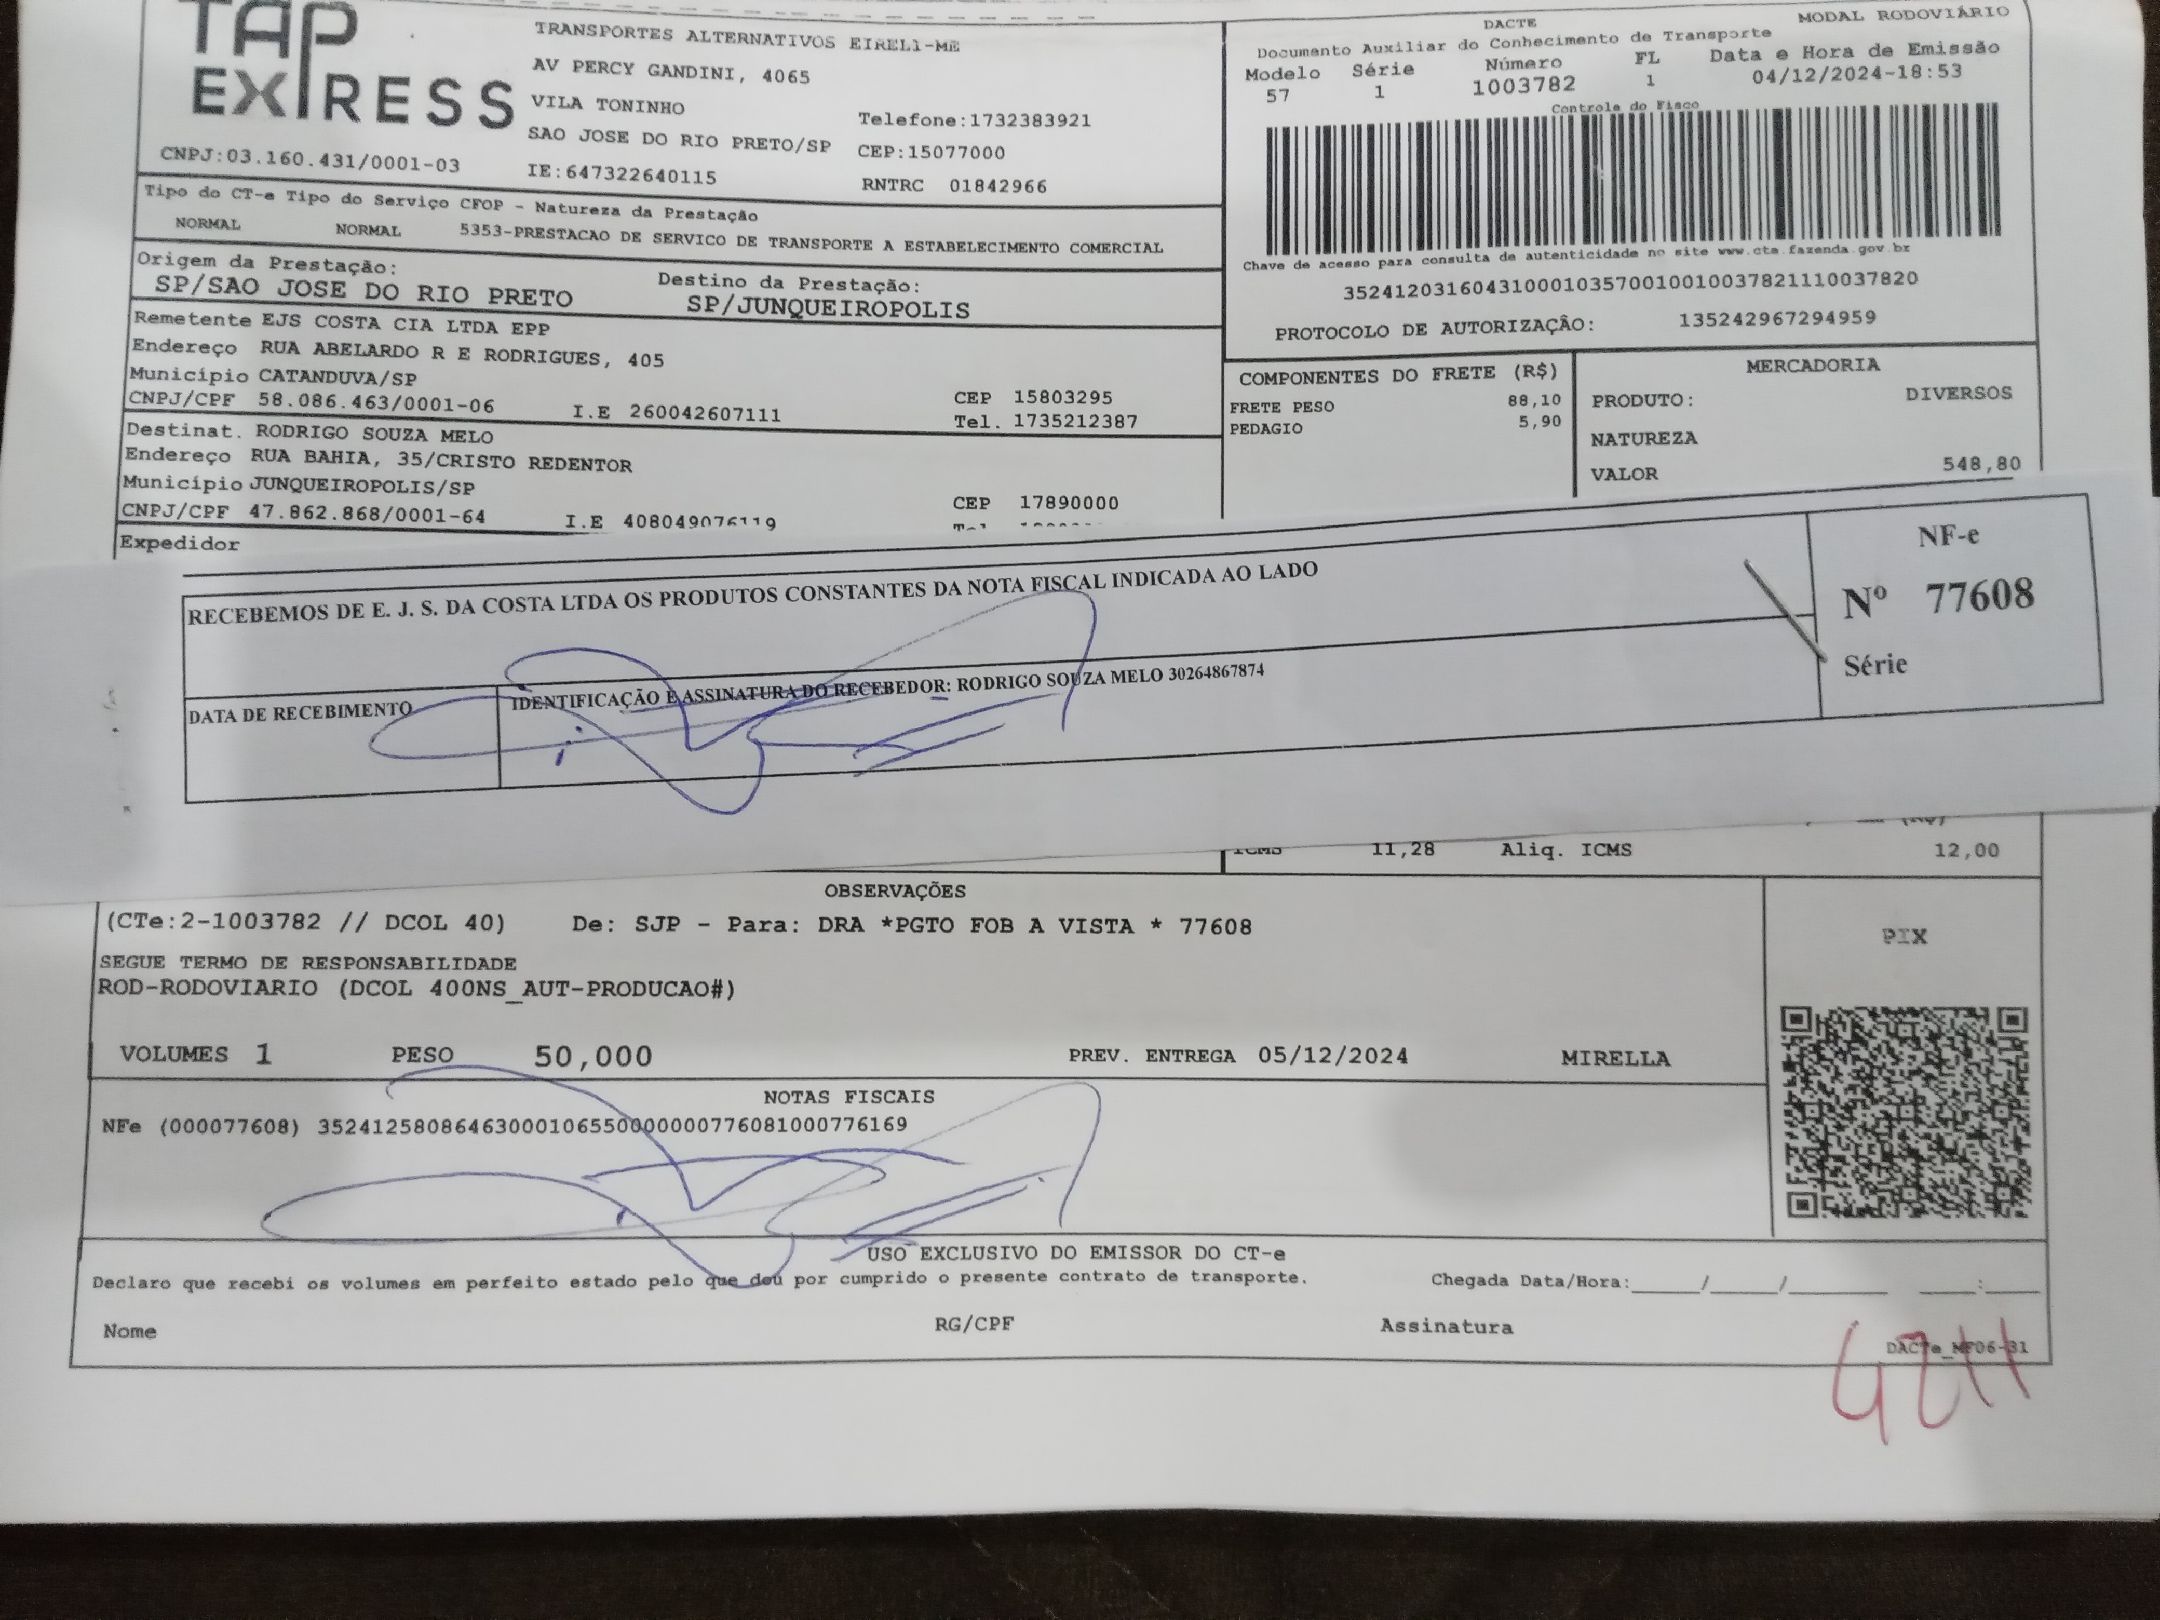 TAP EXPRESS
TRANSPORTES ALTERNATIVOS EIRELI-ME
AV PERCY GANDINI, 4065
VILA TONINHO
Telefone:1732383921
SAO JOSE DO RIO PRETO/SP CEP:15077000
CNPJ:03.160.431/0001-03 IE:647322640115 RNTRC 01842966
DACTE MODAL RODOVIÁRIO
Documento Auxiliar do Conhecimento de Transporte
Modelo Série Número FL Data e Hora de Emissão
57 1 1003782 1 04/12/2024-18:53
Controle do Fisco
Chave de acesso para consulta de autenticidade no site www.cte.fazenda.gov.br
35241203160431000103570010010037821110037820
PROTOCOLO DE AUTORIZAÇÃO: 135242967294959
Tipo do CT-e Tipo do Serviço CFOP - Natureza da Prestação
NORMAL NORMAL 5353-PRESTACAO DE SERVICO DE TRANSPORTE A ESTABELECIMENTO COMERCIAL
Origem da Prestação: Destino da Prestação:
SP/SAO JOSE DO RIO PRETO SP/JUNQUEIROPOLIS
Remetente EJS COSTA CIA LTDA EPP
Endereço RUA ABELARDO R E RODRIGUES, 405
Município CATANDUVA/SP CEP 15803295
CNPJ/CPF 58.086.463/0001-06 I.E 260042607111 Tel. 1735212387
Destinat. RODRIGO SOUZA MELO
Endereço RUA BAHIA, 35/CRISTO REDENTOR
Município JUNQUEIROPOLIS/SP CEP 17890000
CNPJ/CPF 47.862.868/0001-64 I.E 408049076119
Expedidor
COMPONENTES DO FRETE (R$)
FRETE PESO 88,10
PEDAGIO 5,90
MERCADORIA
PRODUTO: DIVERSOS
NATUREZA
VALOR 548,80
RECEBEMOS DE E. J. S. DA COSTA LTDA OS PRODUTOS CONSTANTES DA NOTA FISCAL INDICADA AO LADO
DATA DE RECEBIMENTO
IDENTIFICAÇÃO E ASSINATURA DO RECEBEDOR: RODRIGO SOUZA MELO 30264867874
NF-e
Nº 77608
Série
ICMS 11,28 Aliq. ICMS 12,00
OBSERVAÇÕES
(CTe:2-1003782 // DCOL 40) De: SJP - Para: DRA *PGTO FOB A VISTA * 77608
SEGUE TERMO DE RESPONSABILIDADE
ROD-RODOVIARIO (DCOL 400NS_AUT-PRODUCAO#)
PIX
VOLUMES 1 PESO 50,000 PREV. ENTREGA 05/12/2024 MIRELLA
NOTAS FISCAIS
NFe (000077608) 35241258086463000106550000000776081000776169
USO EXCLUSIVO DO EMISSOR DO CT-e
Declaro que recebi os volumes em perfeito estado pelo que dou por cumprido o presente contrato de transporte. Chegada Data/Hora:_____/_____/_______ ____:____
Nome RG/CPF Assinatura
DACTe_MF06-31
4211